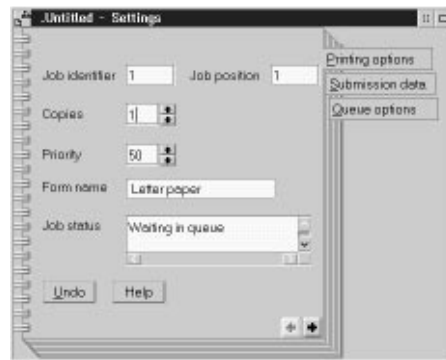 .Untitled - Settings
Printing options
Job identifier 1 Job position 1
Submission data
Copies 1
Queue options
Priority 50
Form name Letter paper
Job status Waiting in queue
Undo Help